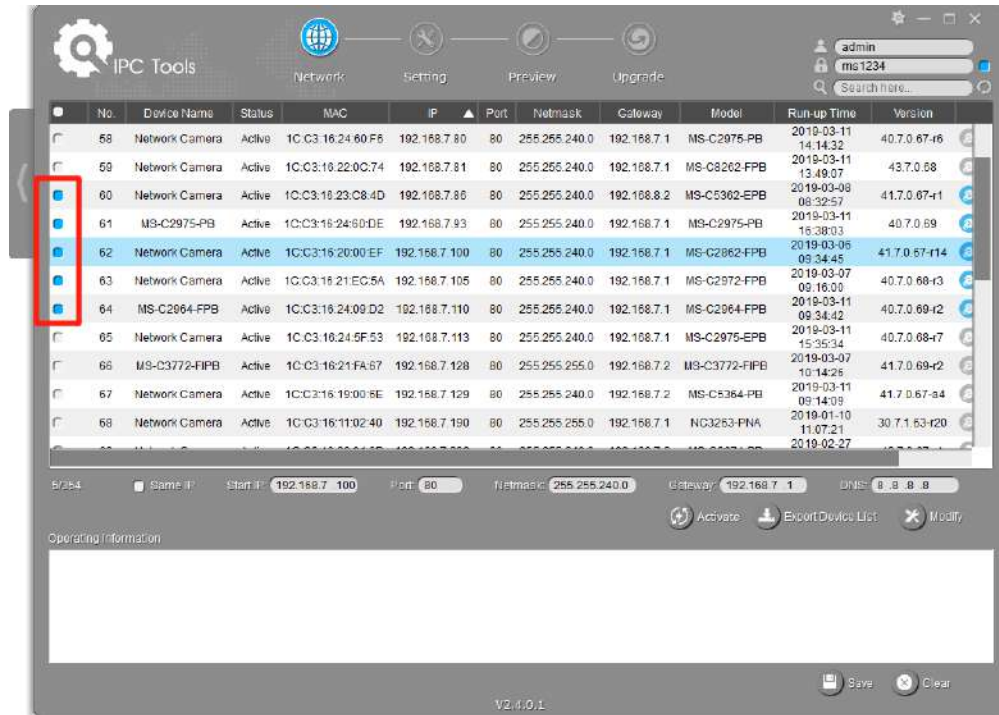 IPC Tools
Network Setting Preview Upgrade
admin
ms1234
Search here...
No. Device Name Status MAC IP Port Netmask Gateway Model Run-up Time Version
58 Network Camera Active 1C:C3:16:24:60:F6 192.168.7.80 80 255.255.240.0 192.168.7.1 MS-C2975-PB 2019-03-11 14:14:32 40.7.0.67-r6
59 Network Camera Active 1C:C3:16:22:0C:74 192.168.7.81 80 255.255.240.0 192.168.7.1 MS-C8262-FPB 2019-03-11 13:49:07 43.7.0.68
60 Network Camera Active 1C:C3:16:23:C8:4D 192.168.7.86 80 255.255.240.0 192.168.8.2 MS-C5362-EPB 2019-03-08 08:32:57 41.7.0.67-r1
61 MS-C2975-PB Active 1C:C3:16:24:60:DE 192.168.7.93 80 255.255.240.0 192.168.7.1 MS-C2975-PB 2019-03-11 16:38:03 40.7.0.69
62 Network Camera Active 1C:C3:16:20:00:EF 192.168.7.100 80 255.255.240.0 192.168.7.1 MS-C2862-FPB 2019-03-06 09:34:45 41.7.0.67-r14
63 Network Camera Active 1C:C3:16:21:EC:5A 192.168.7.105 80 255.255.240.0 192.168.7.1 MS-C2972-FPB 2019-03-07 09:16:00 40.7.0.68-r3
64 MS-C2964-FPB Active 1C:C3:16:24:09:D2 192.168.7.110 80 255.255.240.0 192.168.7.1 MS-C2964-FPB 2019-03-11 09:34:42 40.7.0.69-r2
65 Network Camera Active 1C:C3:16:24:5F:53 192.168.7.113 80 255.255.240.0 192.168.7.1 MS-C2975-EPB 2019-03-11 15:35:34 40.7.0.68-r7
66 MS-C3772-FIPB Active 1C:C3:16:21:FA:67 192.168.7.128 80 255.255.255.0 192.168.7.2 MS-C3772-FIPB 2019-03-07 10:14:26 41.7.0.69-r2
67 Network Camera Active 1C:C3:16:19:00:6E 192.168.7.129 80 255.255.240.0 192.168.7.2 MS-C5364-PB 2019-03-11 09:14:09 41.7.0.67-a4
68 Network Camera Active 1C:C3:16:11:02:40 192.168.7.190 80 255.255.255.0 192.168.7.1 NC3263-PNA 2019-01-10 11:07:21 30.7.1.53-r20
2019-02-27
5/254 Same IP Start IP: 192.168.7 .100 Port: 80 Netmask: 255.255.240.0 Gateway: 192.168.7 .1 DNS: 8 .8 .8 .8
Activate Export Device List Modify
Operating Information
Save Clear
V2.4.0.1